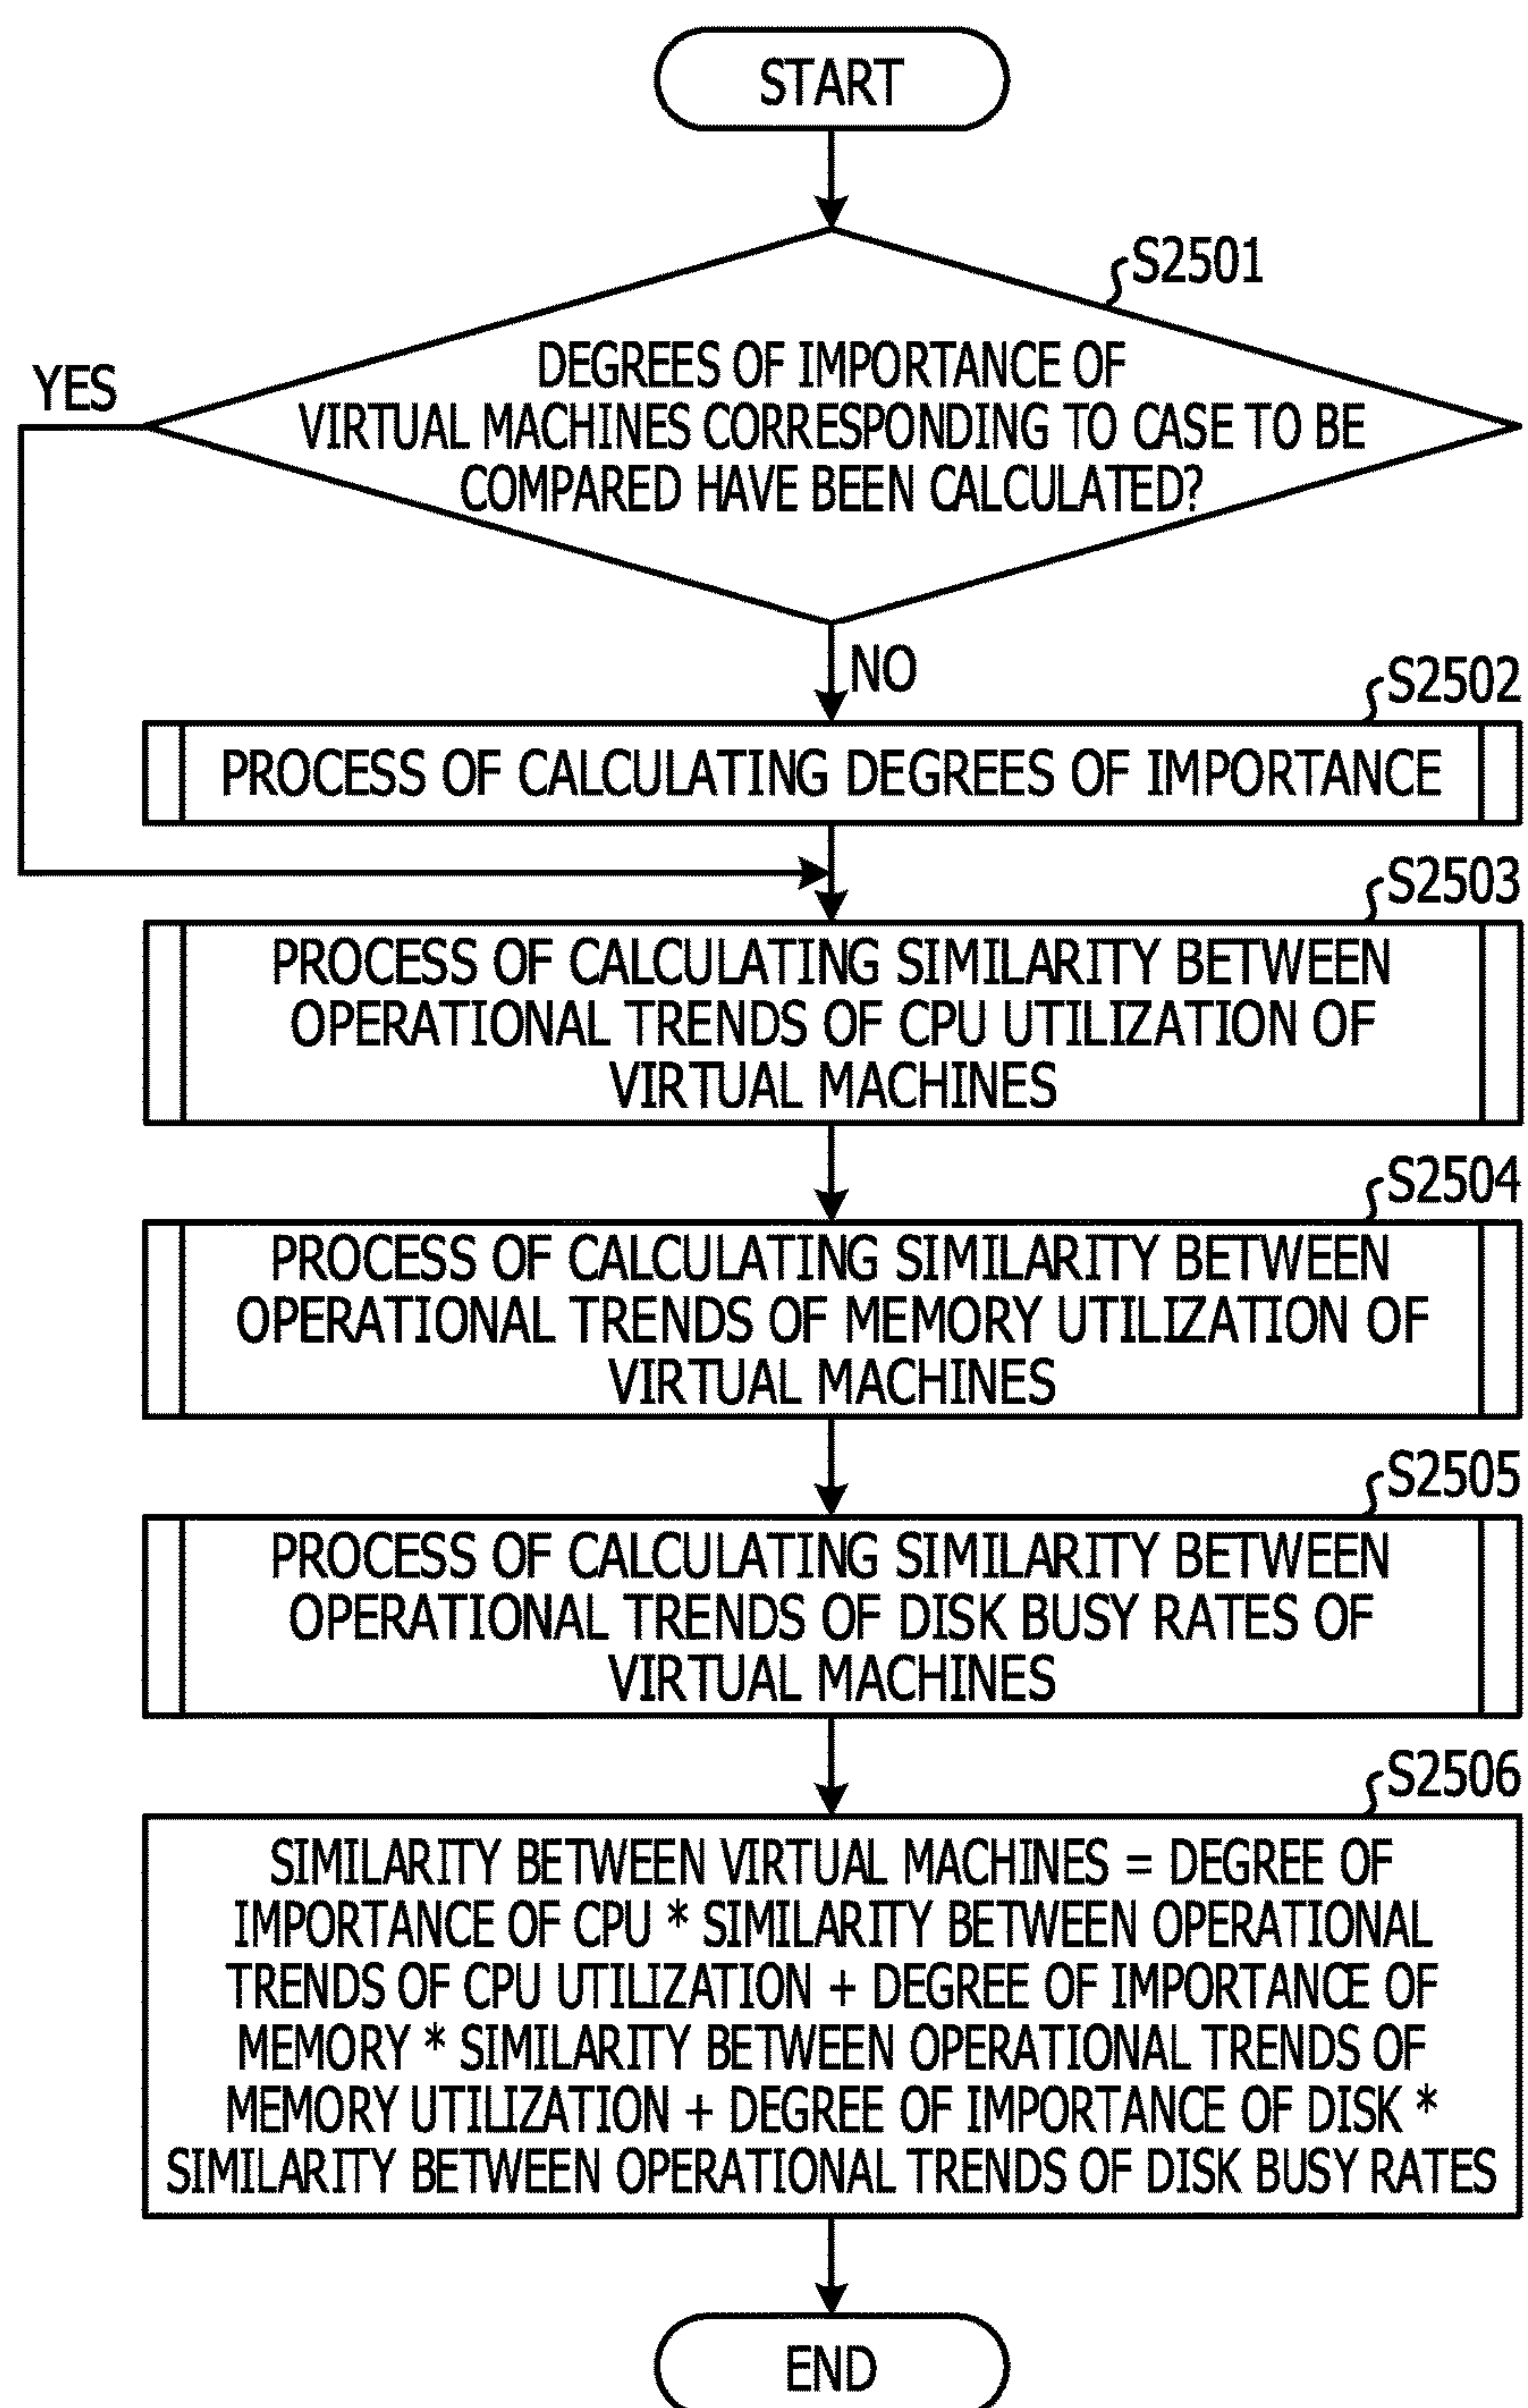 START
S2501
DEGREES OF IMPORTANCE OF
VIRTUAL MACHINES CORRESPONDING TO CASE TO BE
COMPARED HAVE BEEN CALCULATED?
YES
NO
S2502
PROCESS OF CALCULATING DEGREES OF IMPORTANCE
S2503
PROCESS OF CALCULATING SIMILARITY BETWEEN
OPERATIONAL TRENDS OF CPU UTILIZATION OF
VIRTUAL MACHINES
S2504
PROCESS OF CALCULATING SIMILARITY BETWEEN
OPERATIONAL TRENDS OF MEMORY UTILIZATION OF
VIRTUAL MACHINES
S2505
PROCESS OF CALCULATING SIMILARITY BETWEEN
OPERATIONAL TRENDS OF DISK BUSY RATES OF
VIRTUAL MACHINES
S2506
SIMILARITY BETWEEN VIRTUAL MACHINES = DEGREE OF
IMPORTANCE OF CPU * SIMILARITY BETWEEN OPERATIONAL
TRENDS OF CPU UTILIZATION + DEGREE OF IMPORTANCE OF
MEMORY * SIMILARITY BETWEEN OPERATIONAL TRENDS OF
MEMORY UTILIZATION + DEGREE OF IMPORTANCE OF DISK *
SIMILARITY BETWEEN OPERATIONAL TRENDS OF DISK BUSY RATES
END